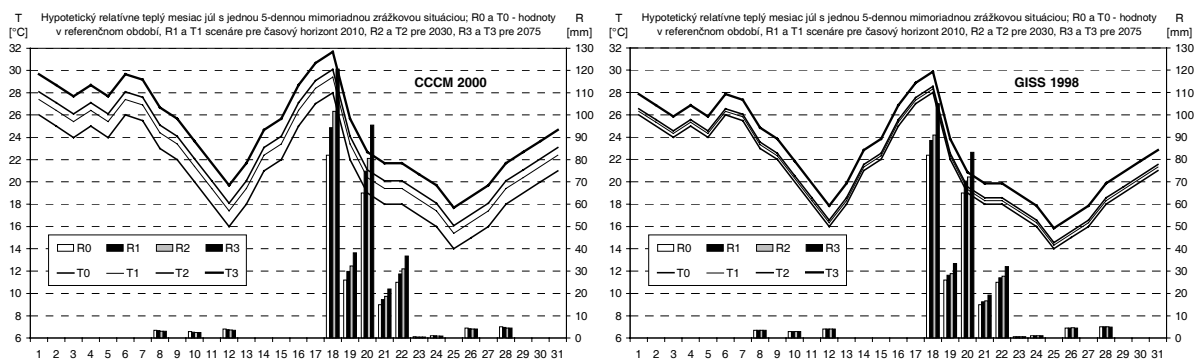 T Hypotetický relatívne teplý mesiac júl s jednou 5-dennou mimoriadnou zrážkovou situáciou; R0 a T0 - hodnoty R
[°C] v referenčnom období, R1 a T1 scenáre pre časový horizont 2010, R2 a T2 pre 2030, R3 a T3 pre 2075 [mm]
32 130
30 120
28 110
26 100
24 90
22 80
20 70
18 60
16 50
14 40
12 30
10 20
8 10
6 0
CCCM 2000
R0 R1 R2 R3
T0 T1 T2 T3
1 2 3 4 5 6 7 8 9 10 11 12 13 14 15 16 17 18 19 20 21 22 23 24 25 26 27 28 29 30 31
T Hypotetický relatívne teplý mesiac júl s jednou 5-dennou mimoriadnou zrážkovou situáciou; R0 a T0 - hodnoty R
[°C] v referenčnom období, R1 a T1 scenáre pre časový horizont 2010, R2 a T2 pre 2030, R3 a T3 pre 2075 [mm]
32 130
30 120
28 110
26 100
24 90
22 80
20 70
18 60
16 50
14 40
12 30
10 20
8 10
6 0
GISS 1998
R0 R1 R2 R3
T0 T1 T2 T3
1 2 3 4 5 6 7 8 9 10 11 12 13 14 15 16 17 18 19 20 21 22 23 24 25 26 27 28 29 30 31